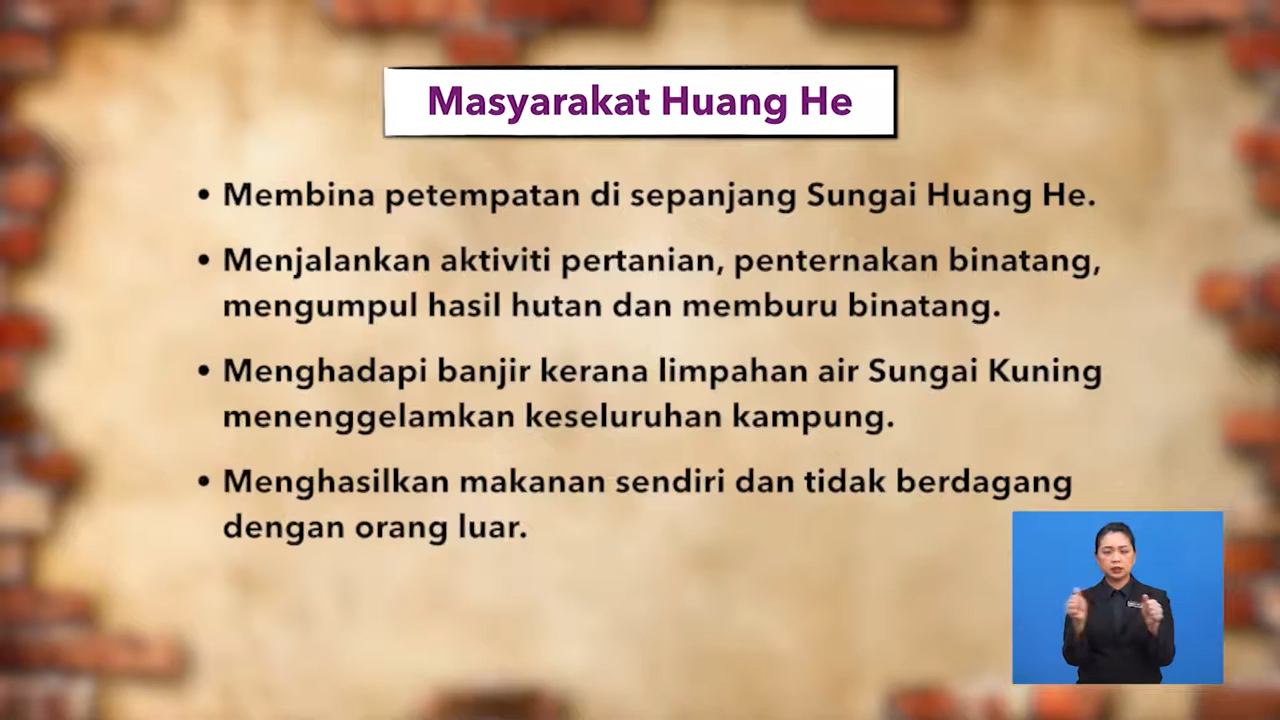 Masyarakat Huang He
• Membina petempatan di sepanjang Sungai Huang He.
• Menjalankan aktiviti pertanian, penternakan binatang,
mengumpul hasil hutan dan memburu binatang.
• Menghadapi banjir kerana limpahan air Sungai Kuning
menenggelamkan keseluruhan kampung.
• Menghasilkan makanan sendiri dan tidak berdagang
dengan orang luar.